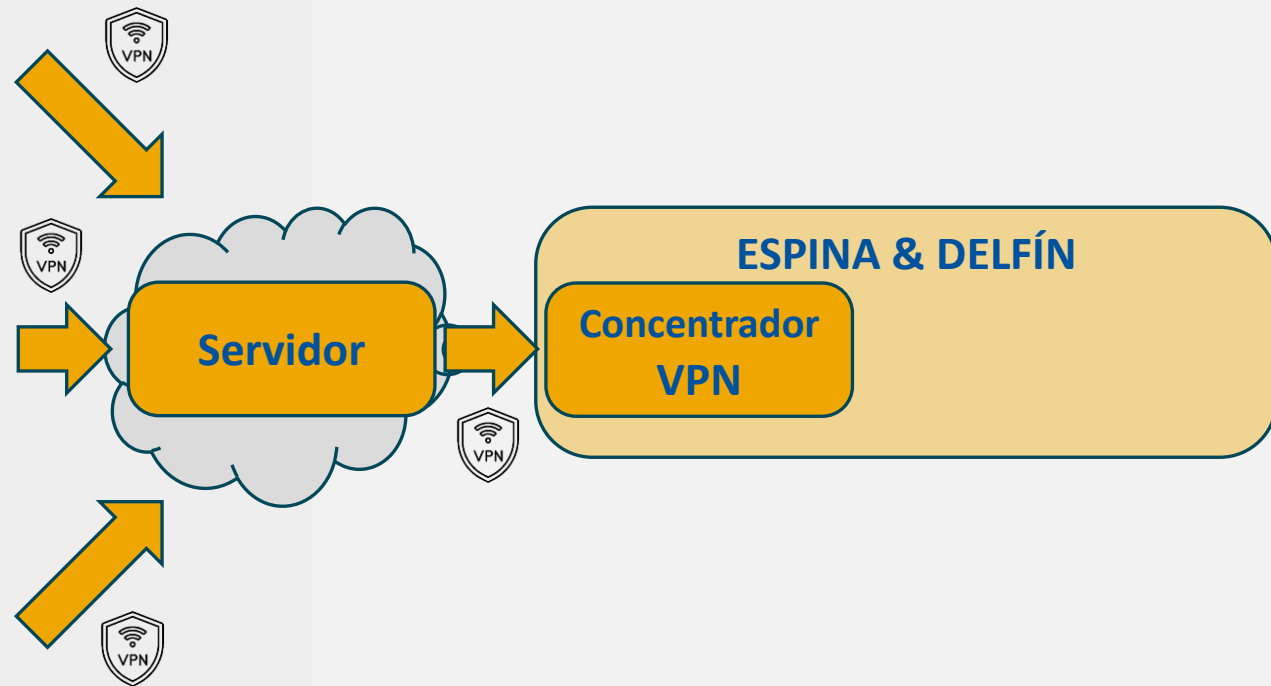 VPN
ESPINA & DELFÍN
VPN
Servidor
Concentrador
VPN
VPN
VPN